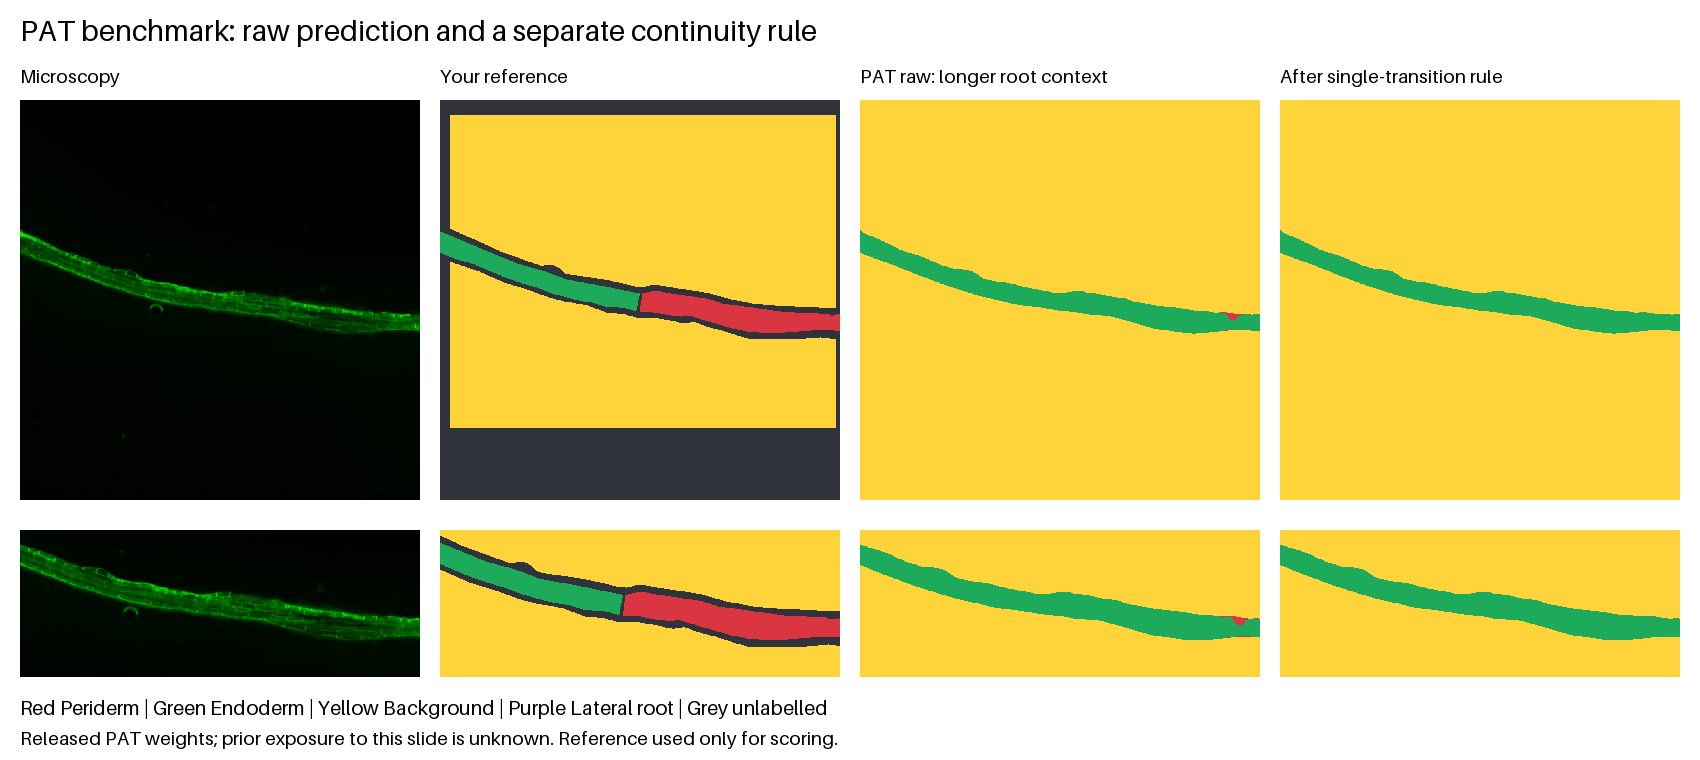 PAT benchmark: raw prediction and a separate continuity rule
Microscopy
Your reference
PAT raw: longer root context
After single-transition rule
Red Periderm | Green Endoderm | Yellow Background | Purple Lateral root | Grey unlabelled
Released PAT weights; prior exposure to this slide is unknown. Reference used only for scoring.